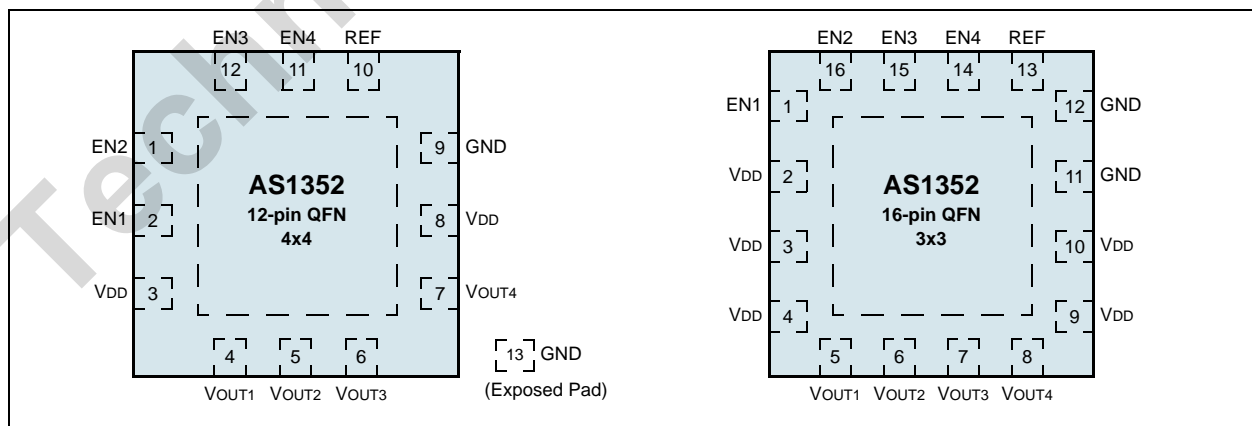 Techn
EN3 EN4 REF
12 11 10
EN2 1
EN1 2
VDD 3
AS1352
12-pin QFN
4x4
9 GND
8 VDD
7 VOUT4
4 5 6
VOUT1 VOUT2 VOUT3
13 GND
(Exposed Pad)
EN2 EN3 EN4 REF
16 15 14 13
EN1 1
VDD 2
VDD 3
VDD 4
AS1352
16-pin QFN
3x3
12 GND
11 GND
10 VDD
9 VDD
5 6 7 8
VOUT1 VOUT2 VOUT3 VOUT4